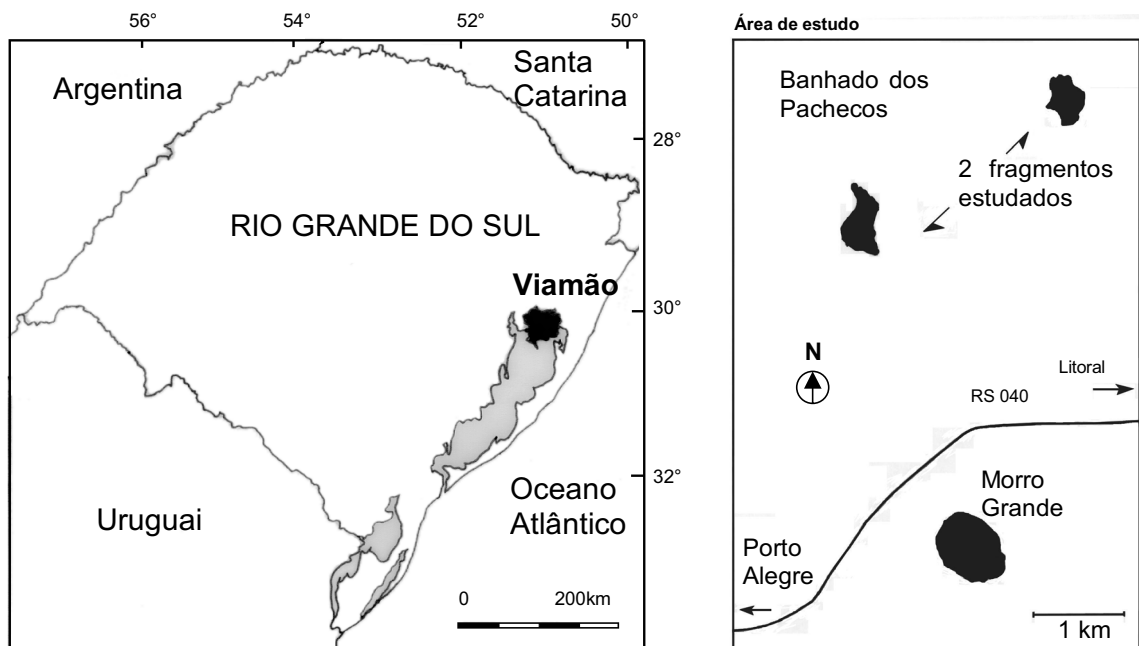 56°
54°
52°
50°
Argentina
Santa
Catarina
28°
RIO GRANDE DO SUL
Viamão
30°
32°
Uruguai
Oceano
Atlântico
0 200km
Área de estudo
Banhado dos
Pachecos
2 fragmentos
estudados
N
Litoral
RS 040
Morro
Grande
Porto
Alegre
1 km